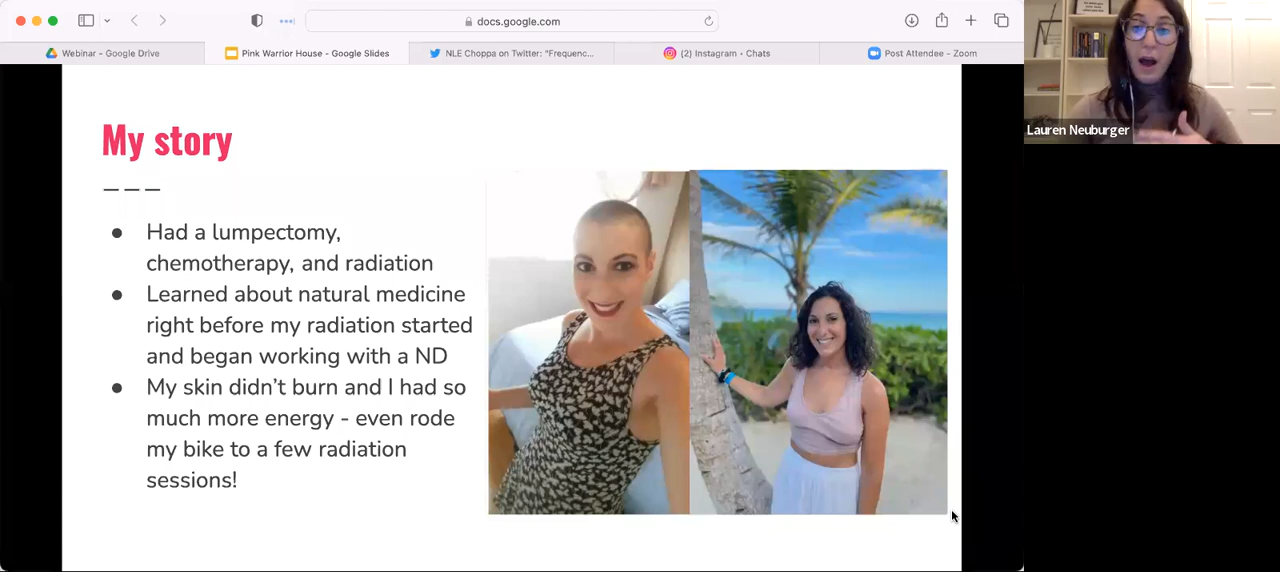 docs.google.com
Webinar - Google Drive
Pink Warrior House - Google Slides
NLE Choppa on Twitter: "Frequenc...
(2) Instagram • Chats
Post Attendee - Zoom
Lauren Neuburger
My story
● Had a lumpectomy,
chemotherapy, and radiation
● Learned about natural medicine
right before my radiation started
and began working with a ND
● My skin didn’t burn and I had so
much more energy - even rode
my bike to a few radiation
sessions!